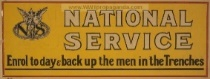 NATIONAL
SERVICE
Enrol to day & back up the men in the Trenches